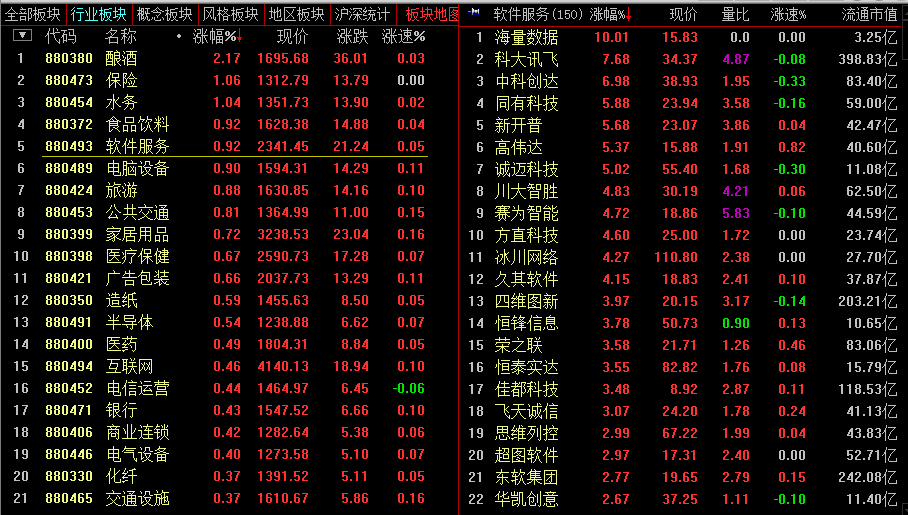 全部板块 行业板块 概念板块 风格板块 地区板块 沪深统计 板块地图
代码 名称 涨幅%↓ 现价 涨跌 涨速%
1 880380 酿酒 2.17 1695.68 36.01 0.03
2 880473 保险 1.06 1312.79 13.79 0.00
3 880454 水务 1.04 1351.73 13.90 0.02
4 880372 食品饮料 0.92 1628.38 14.88 0.04
5 880493 软件服务 0.92 2341.45 21.24 0.05
6 880489 电脑设备 0.90 1594.31 14.29 0.11
7 880424 旅游 0.88 1630.85 14.16 0.10
8 880453 公共交通 0.81 1364.99 11.00 0.15
9 880399 家居用品 0.72 3238.53 23.04 0.16
10 880398 医疗保健 0.67 2590.73 17.28 0.07
11 880421 广告包装 0.66 2037.73 13.29 0.11
12 880350 造纸 0.59 1455.63 8.50 0.05
13 880491 半导体 0.54 1238.88 6.62 0.07
14 880400 医药 0.49 1804.31 8.84 0.05
15 880494 互联网 0.46 4140.13 18.94 0.10
16 880452 电信运营 0.44 1464.97 6.45 -0.06
17 880471 银行 0.43 1547.52 6.66 0.10
18 880406 商业连锁 0.42 1282.64 5.38 0.06
19 880446 电气设备 0.40 1273.58 5.10 0.07
20 880330 化纤 0.37 1391.52 5.11 0.05
21 880465 交通设施 0.37 1610.67 5.86 0.16
软件服务(150) 涨幅%↓ 现价 量比 涨速% 流通市值
1 海量数据 10.01 15.83 0.0 0.00 3.25亿
2 科大讯飞 7.68 34.37 4.87 -0.08 398.83亿
3 中科创达 6.98 38.93 1.95 -0.33 83.40亿
4 同有科技 5.88 23.94 3.58 -0.16 59.00亿
5 新开普 5.68 23.07 3.86 0.04 42.47亿
6 高伟达 5.37 15.88 1.91 0.82 40.60亿
7 诚迈科技 5.02 55.40 1.68 -0.30 11.08亿
8 川大智胜 4.83 30.19 4.21 0.06 62.50亿
9 赛为智能 4.72 18.86 5.83 -0.10 44.59亿
10 方直科技 4.60 25.00 1.72 0.00 23.74亿
11 冰川网络 4.27 110.80 2.38 0.00 27.70亿
12 久其软件 4.15 18.83 2.41 0.10 37.87亿
13 四维图新 3.97 20.15 3.17 -0.14 203.21亿
14 恒锋信息 3.78 50.73 0.90 0.13 10.65亿
15 荣之联 3.58 21.71 1.26 0.46 83.06亿
16 恒泰实达 3.55 82.82 1.76 0.08 15.79亿
17 佳都科技 3.48 8.92 2.87 0.11 118.53亿
18 飞天诚信 3.07 24.20 1.78 0.24 41.13亿
19 思维列控 2.99 67.22 1.99 0.04 43.83亿
20 超图软件 2.97 17.31 2.40 0.00 52.71亿
21 东软集团 2.77 19.65 2.79 0.15 242.08亿
22 华凯创意 2.67 37.25 1.11 -0.10 11.40亿